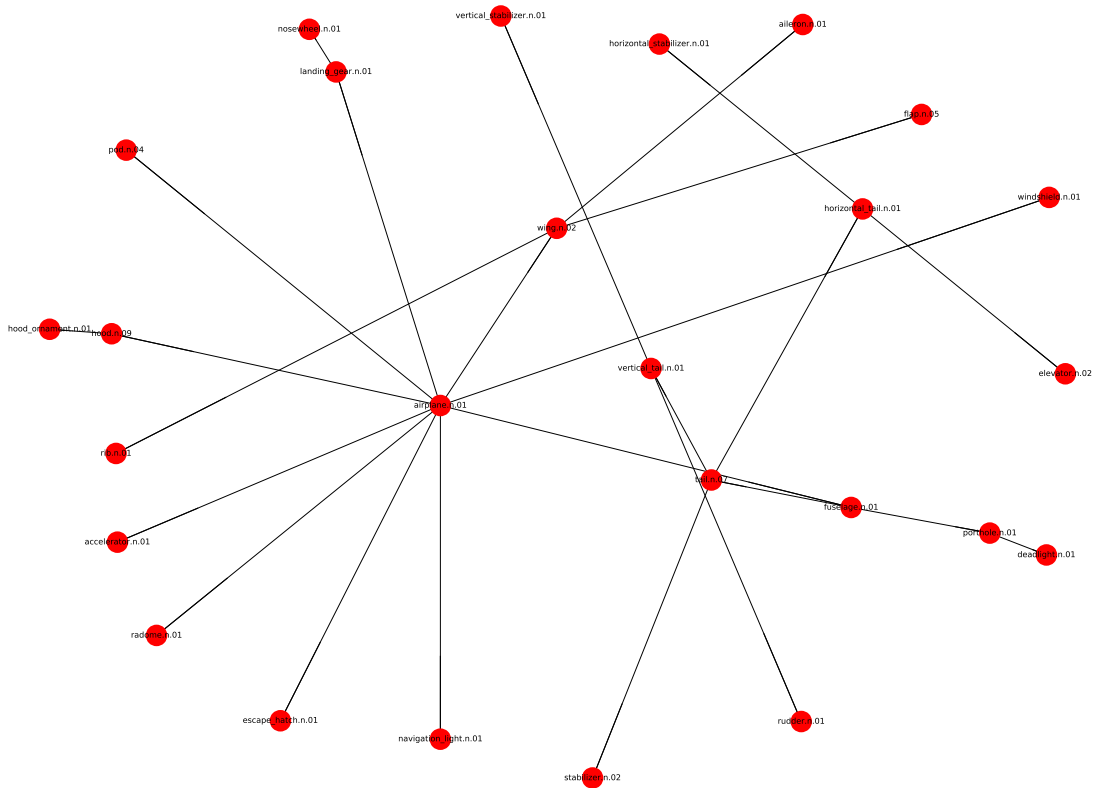 vertical_stabilizer.n.01
aileron.n.01
nosewheel.n.01
horizontal_stabilizer.n.01
landing_gear.n.01
flap.n.05
pod.n.04
windshield.n.01
horizontal_tail.n.01
wing.n.02
hood_ornament.n.01
hood.n.09
vertical_tail.n.01
elevator.n.02
airplane.n.01
rib.n.01
tail.n.07
fuselage.n.01
porthole.n.01
accelerator.n.01
deadlight.n.01
radome.n.01
escape_hatch.n.01
rudder.n.01
navigation_light.n.01
stabilizer.n.02